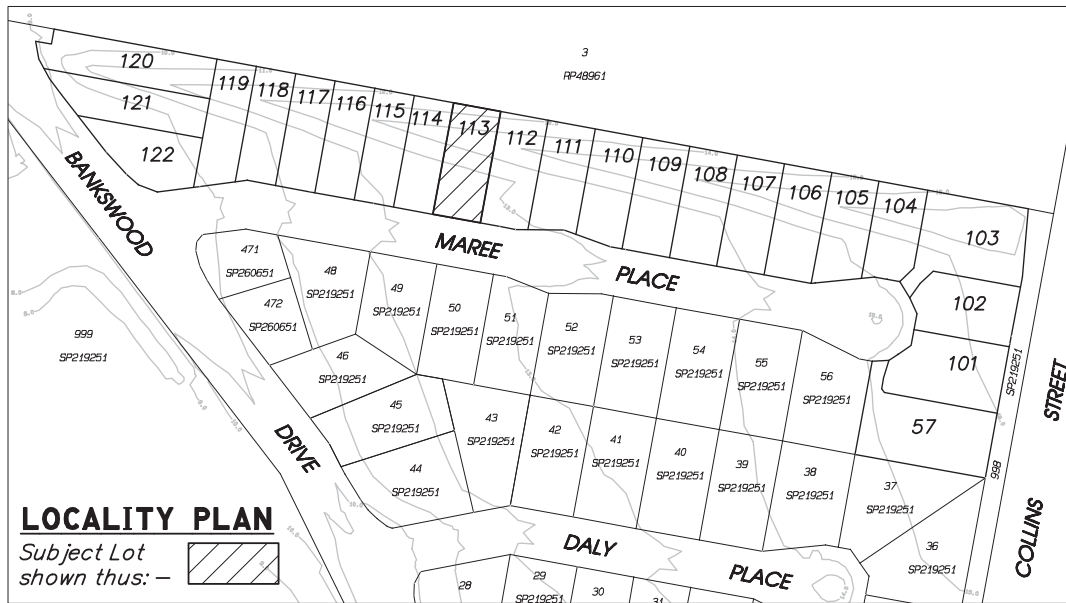 3
RP48961
120
119
118
117
116
115
114
113
112
111
110
109
108
107
106
105
104
103
121
122
102
101
57
BANKSWOOD
DRIVE
MAREE
PLACE
471
SP260651
472
SP260651
48
SP219251
49
SP219251
50
SP219251
51
SP219251
52
SP219251
53
SP219251
54
SP219251
55
SP219251
56
SP219251
46
SP219251
45
SP219251
44
SP219251
43
SP219251
42
SP219251
41
SP219251
40
SP219251
39
SP219251
38
SP219251
37
SP219251
36
SP219251
999
SP219251
998
SP219251
COLLINS
STREET
DALY
PLACE
28
29
SP219251
30
31
LOCALITY PLAN
Subject Lot
shown thus: –